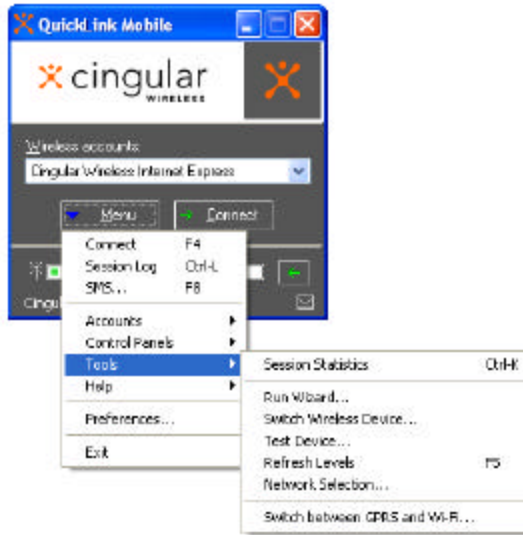 QuickLink Mobile
cingular
WIRELESS
Wireless accounts
Cingular Wireless Internet Express
Menu
Connect
Connect F4
Session Log Ctrl-L
SMS... F8
Cingul
Accounts
Control Panels
Tools
Help
Preferences...
Exit
Session Statistics Ctrl-K
Run Wizard...
Switch Wireless Device...
Test Device...
Refresh Levels F5
Network Selection...
Switch between GPRS and Wi-Fi...